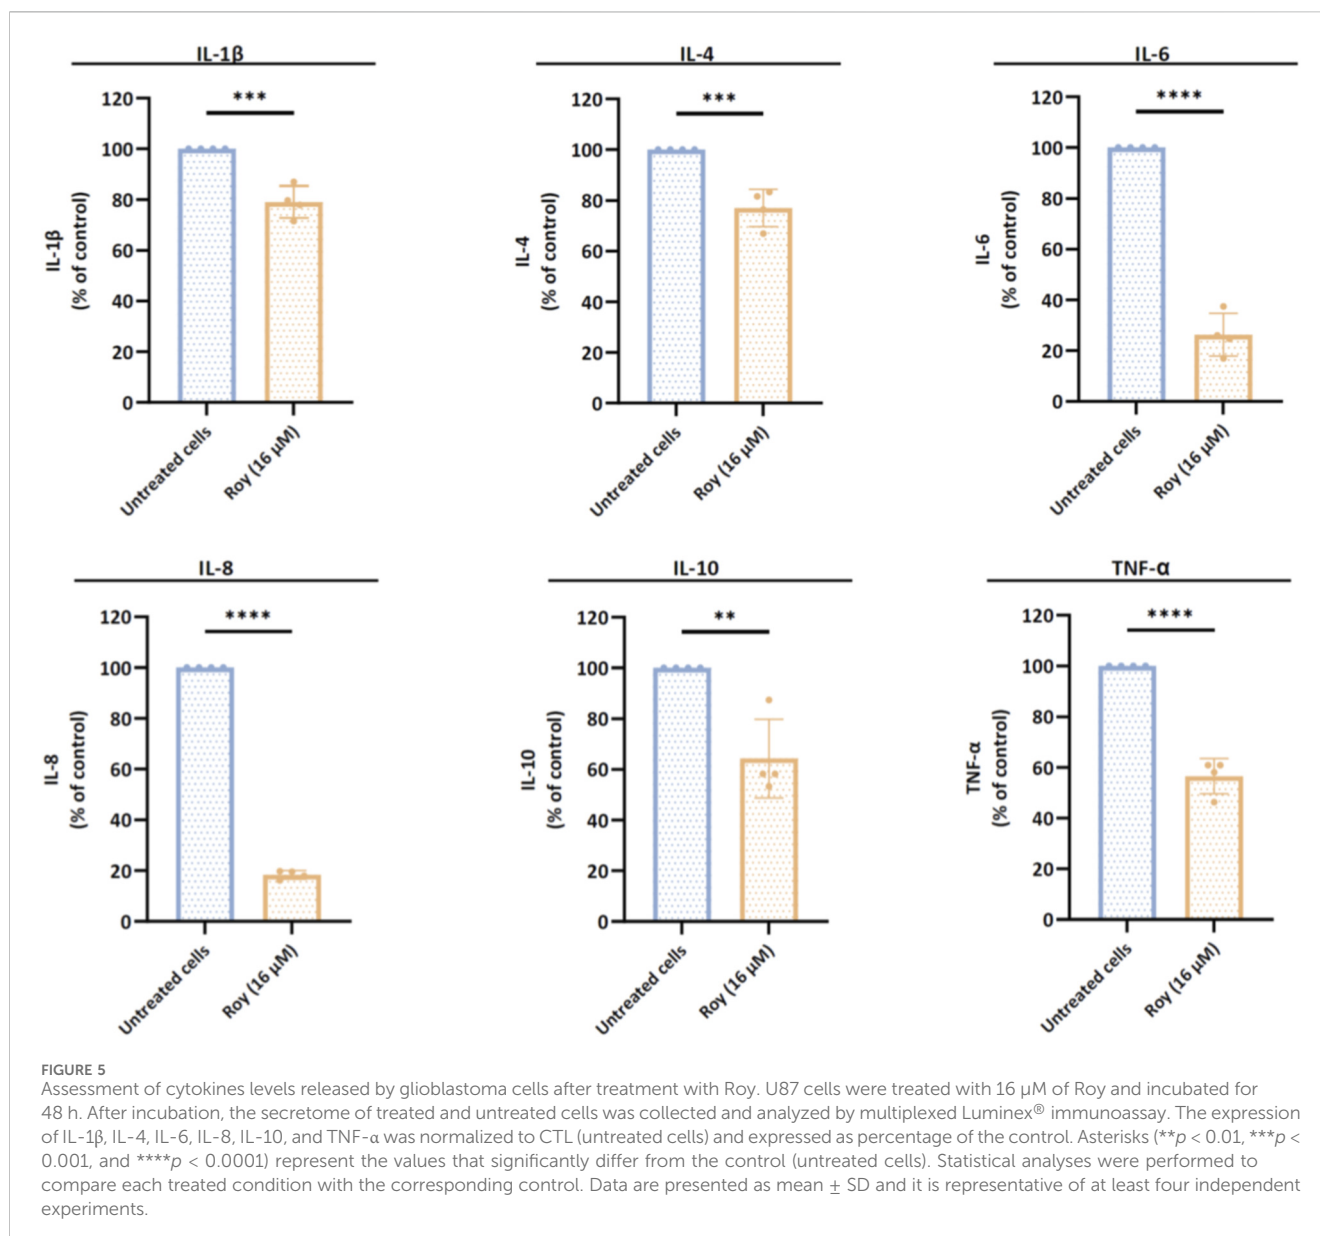 IL-1β
***
120
100
80
60
40
20
0
IL-1β
(% of control)
Untreated cells
Roy (16 µM)
IL-4
***
120
100
80
60
40
20
0
IL-4
(% of control)
Untreated cells
Roy (16 µM)
IL-6
****
120
100
80
60
40
20
0
IL-6
(% of control)
Untreated cells
Roy (16 µM)
IL-8
****
120
100
80
60
40
20
0
IL-8
(% of control)
Untreated cells
Roy (16 µM)
IL-10
**
120
100
80
60
40
20
0
IL-10
(% of control)
Untreated cells
Roy (16 µM)
TNF-α
****
120
100
80
60
40
20
0
TNF-α
(% of control)
Untreated cells
Roy (16 µM)
FIGURE 5
Assessment of cytokines levels released by glioblastoma cells after treatment with Roy. U87 cells were treated with 16 µM of Roy and incubated for
48 h. After incubation, the secretome of treated and untreated cells was collected and analyzed by multiplexed Luminex® immunoassay. The expression
of IL-1β, IL-4, IL-6, IL-8, IL-10, and TNF-α was normalized to CTL (untreated cells) and expressed as percentage of the control. Asterisks (**p < 0.01, ***p <
0.001, and ****p < 0.0001) represent the values that significantly differ from the control (untreated cells). Statistical analyses were performed to
compare each treated condition with the corresponding control. Data are presented as mean ± SD and it is representative of at least four independent
experiments.